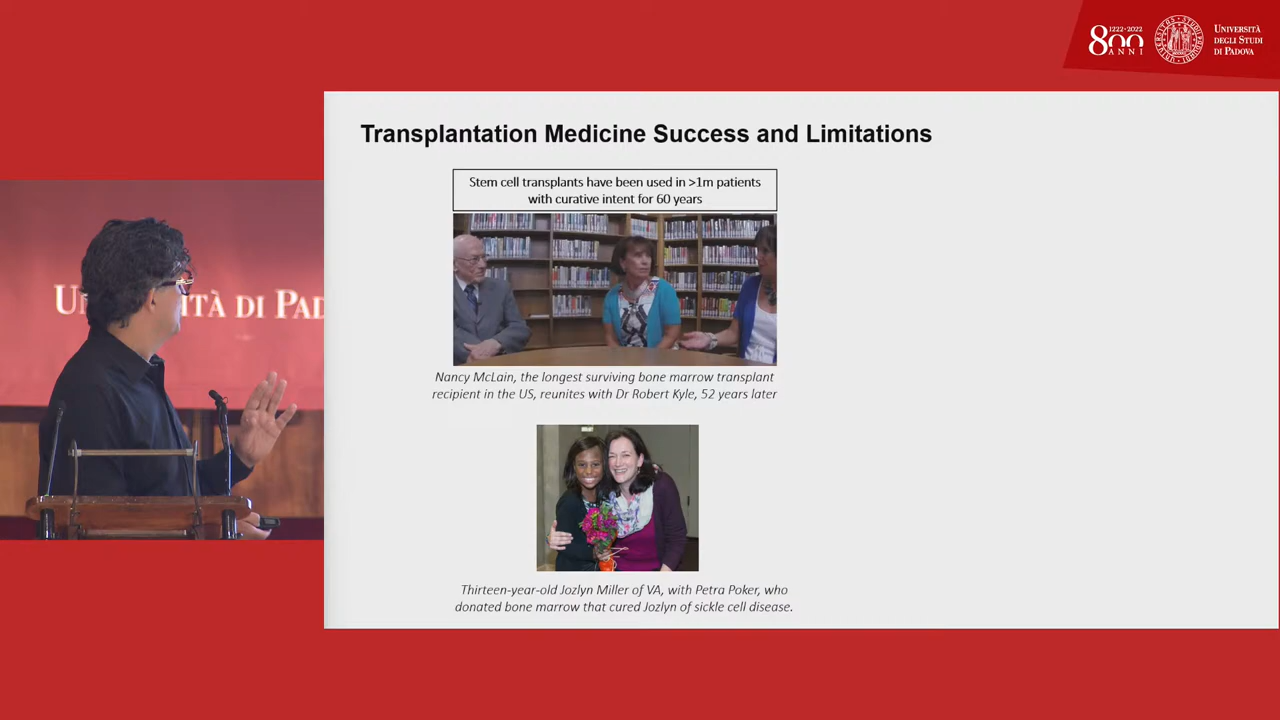 1222·2022
800
ANNI
UNIVERSITÀ
DEGLI STUDI
DI PADOVA
Transplantation Medicine Success and Limitations
Stem cell transplants have been used in >1m patients
with curative intent for 60 years
Nancy McLain, the longest surviving bone marrow transplant
recipient in the US, reunites with Dr Robert Kyle, 52 years later
Thirteen-year-old Jozlyn Miller of VA, with Petra Poker, who
donated bone marrow that cured Jozlyn of sickle cell disease.